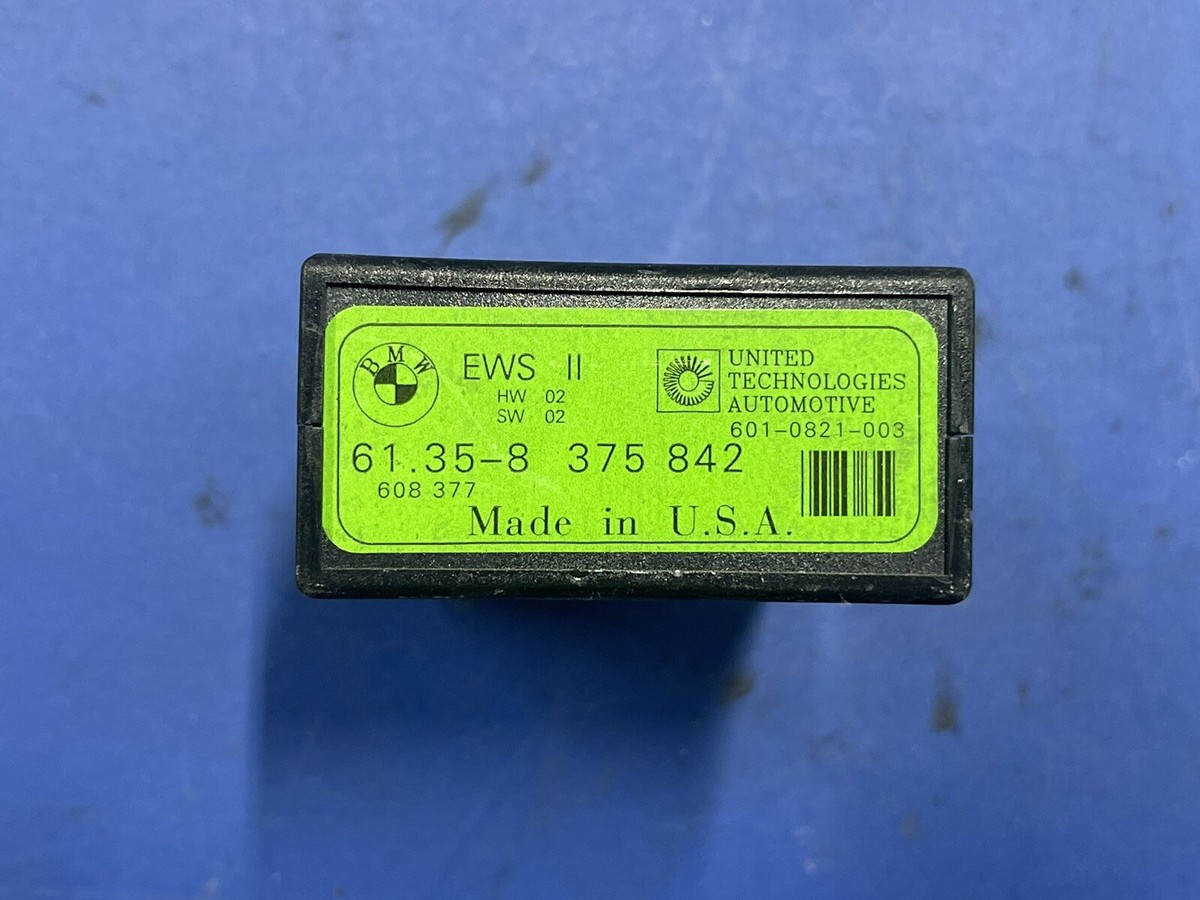 BMW
EWS II
HW 02
SW 02
UNITED
TECHNOLOGIES
AUTOMOTIVE
601-0821-003
61.35-8 375 842
608 377
Made in U.S.A.